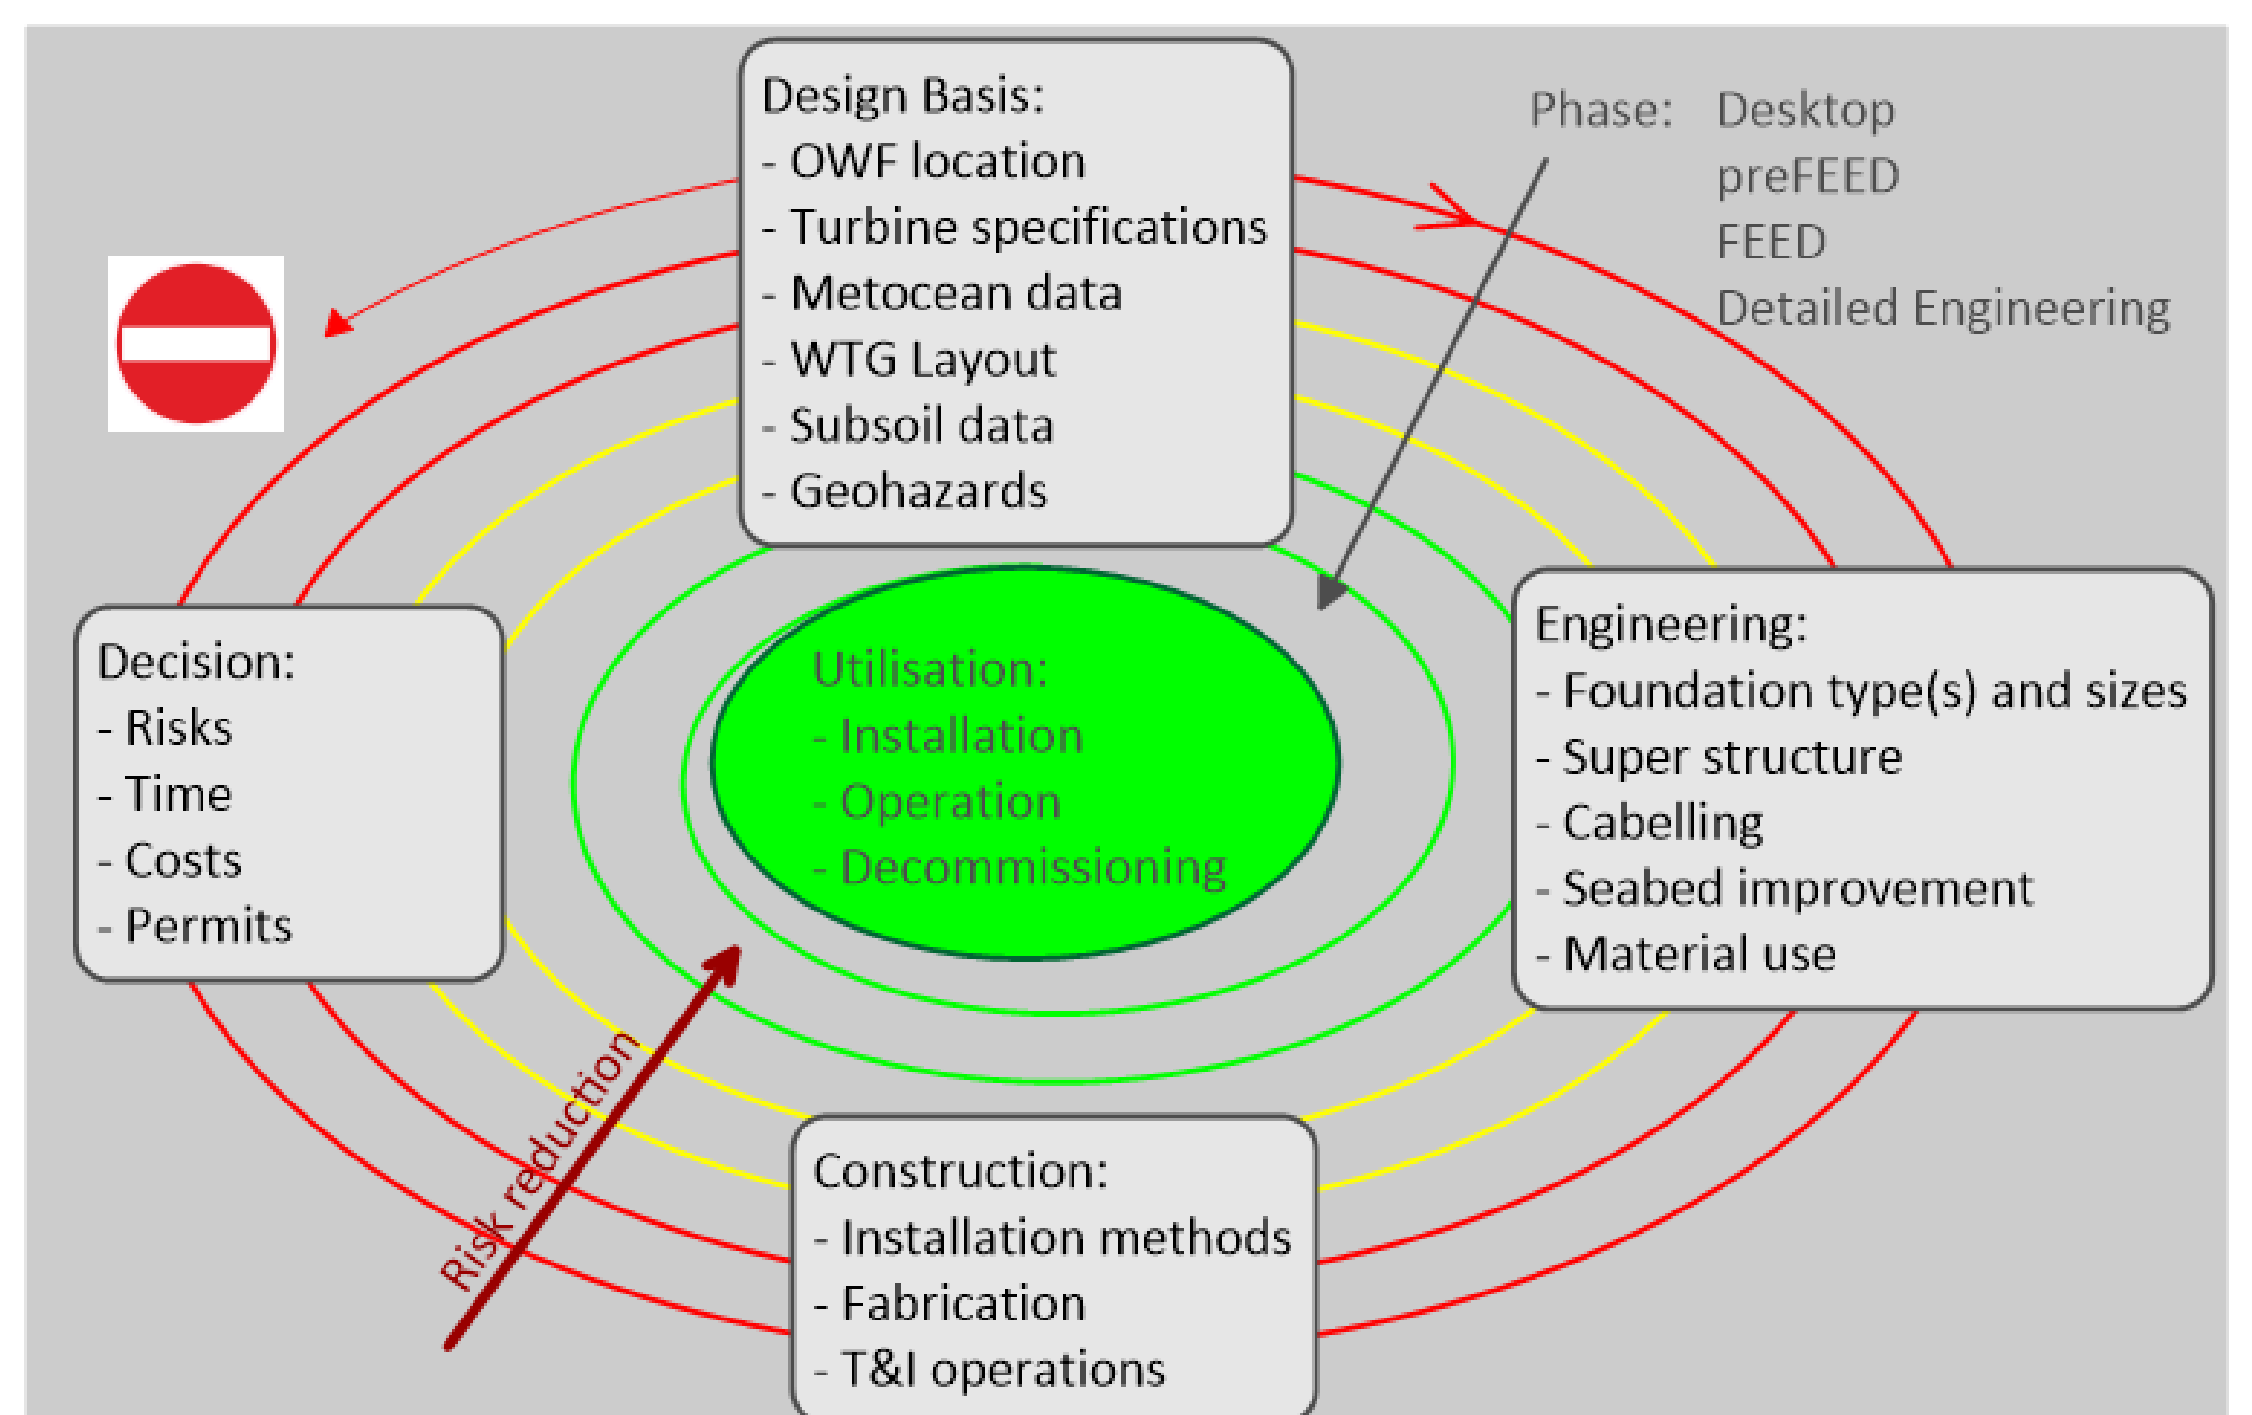 Design Basis:
- OWF location
- Turbine specifications
- Metocean data
- WTG Layout
- Subsoil data
- Geohazards
Phase: Desktop
preFEED
FEED
Detailed Engineering
Decision:
- Risks
- Time
- Costs
- Permits
Utilisation:
- Installation
- Operation
- Decommissioning
Engineering:
- Foundation type(s) and sizes
- Super structure
- Cabelling
- Seabed improvement
- Material use
Risk reduction
Construction:
- Installation methods
- Fabrication
- T&I operations